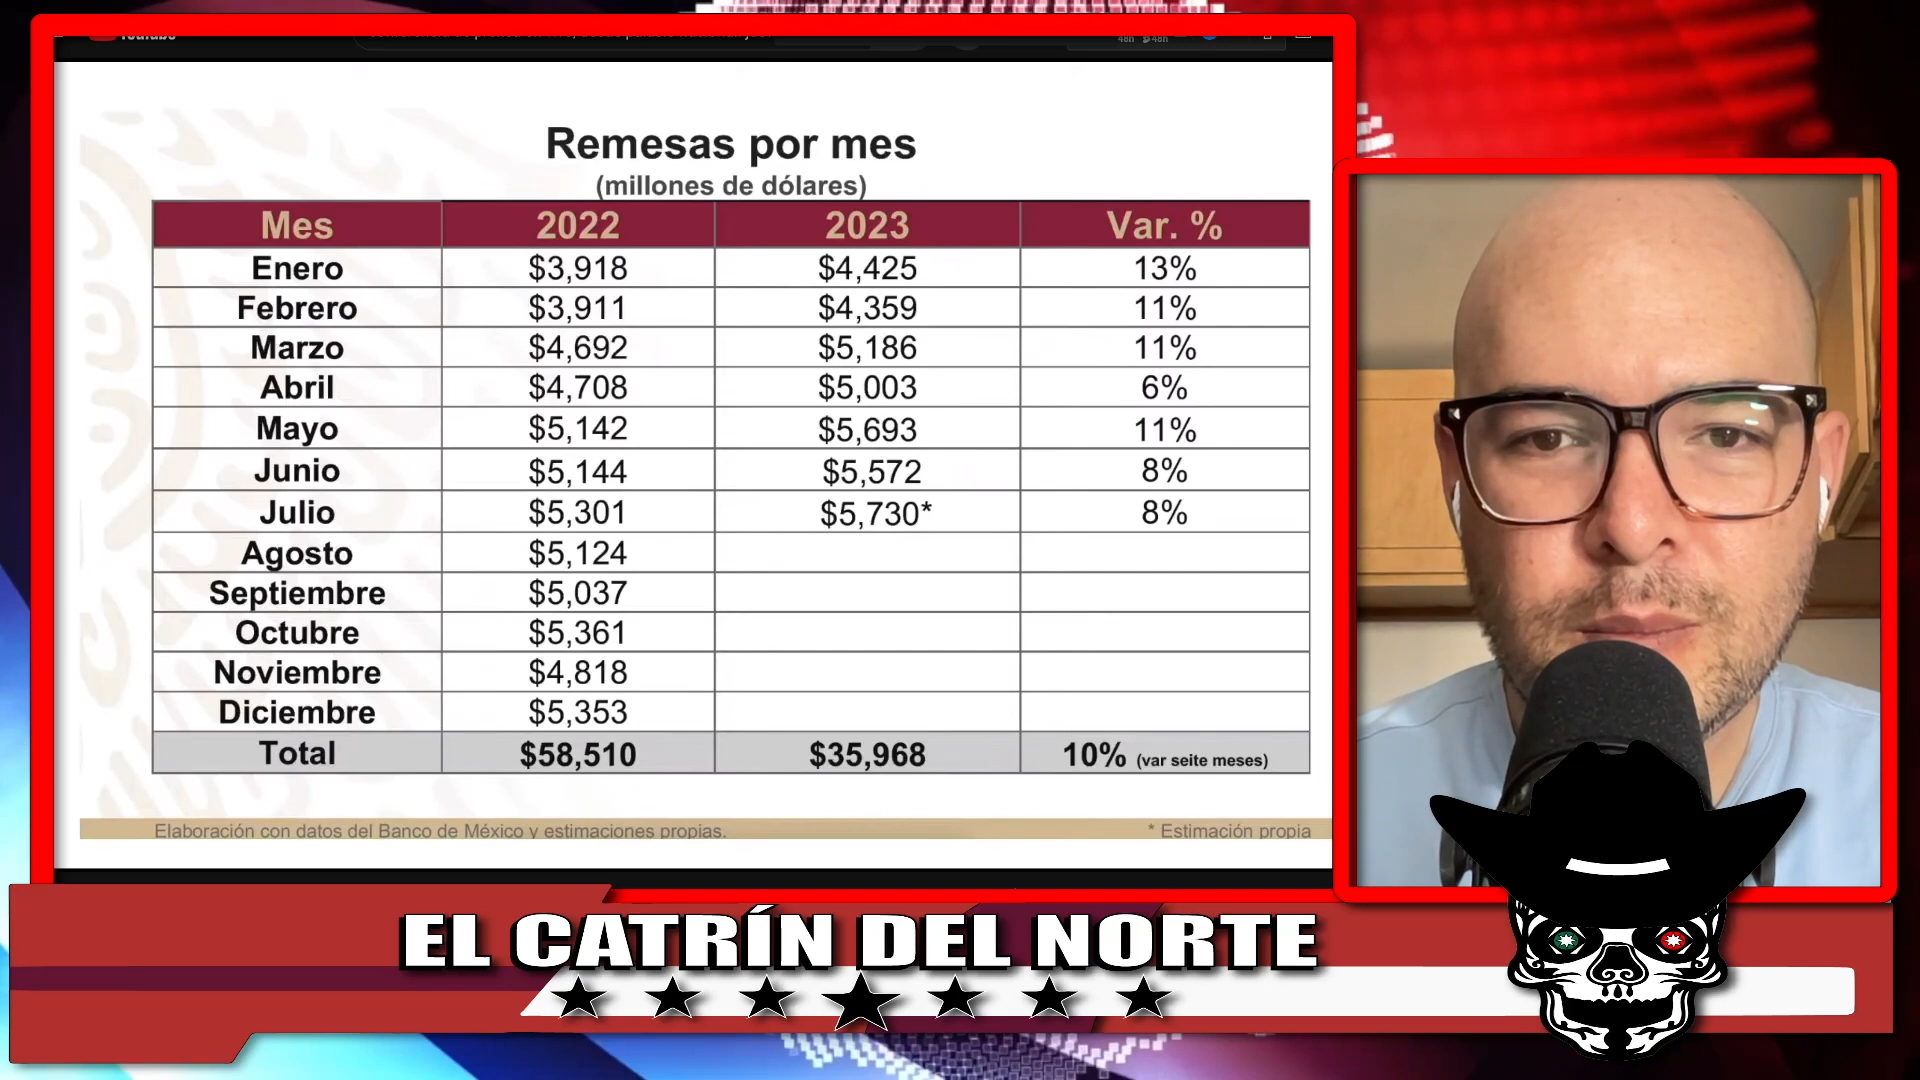 YouTube
48h 48h
Remesas por mes
(millones de dólares)
Mes 2022 2023 Var. %
Enero $3,918 $4,425 13%
Febrero $3,911 $4,359 11%
Marzo $4,692 $5,186 11%
Abril $4,708 $5,003 6%
Mayo $5,142 $5,693 11%
Junio $5,144 $5,572 8%
Julio $5,301 $5,730* 8%
Agosto $5,124
Septiembre $5,037
Octubre $5,361
Noviembre $4,818
Diciembre $5,353
Total $58,510 $35,968 10% (var seite meses)
Elaboración con datos del Banco de México y estimaciones propias. * Estimación propia
EL CATRÍN DEL NORTE